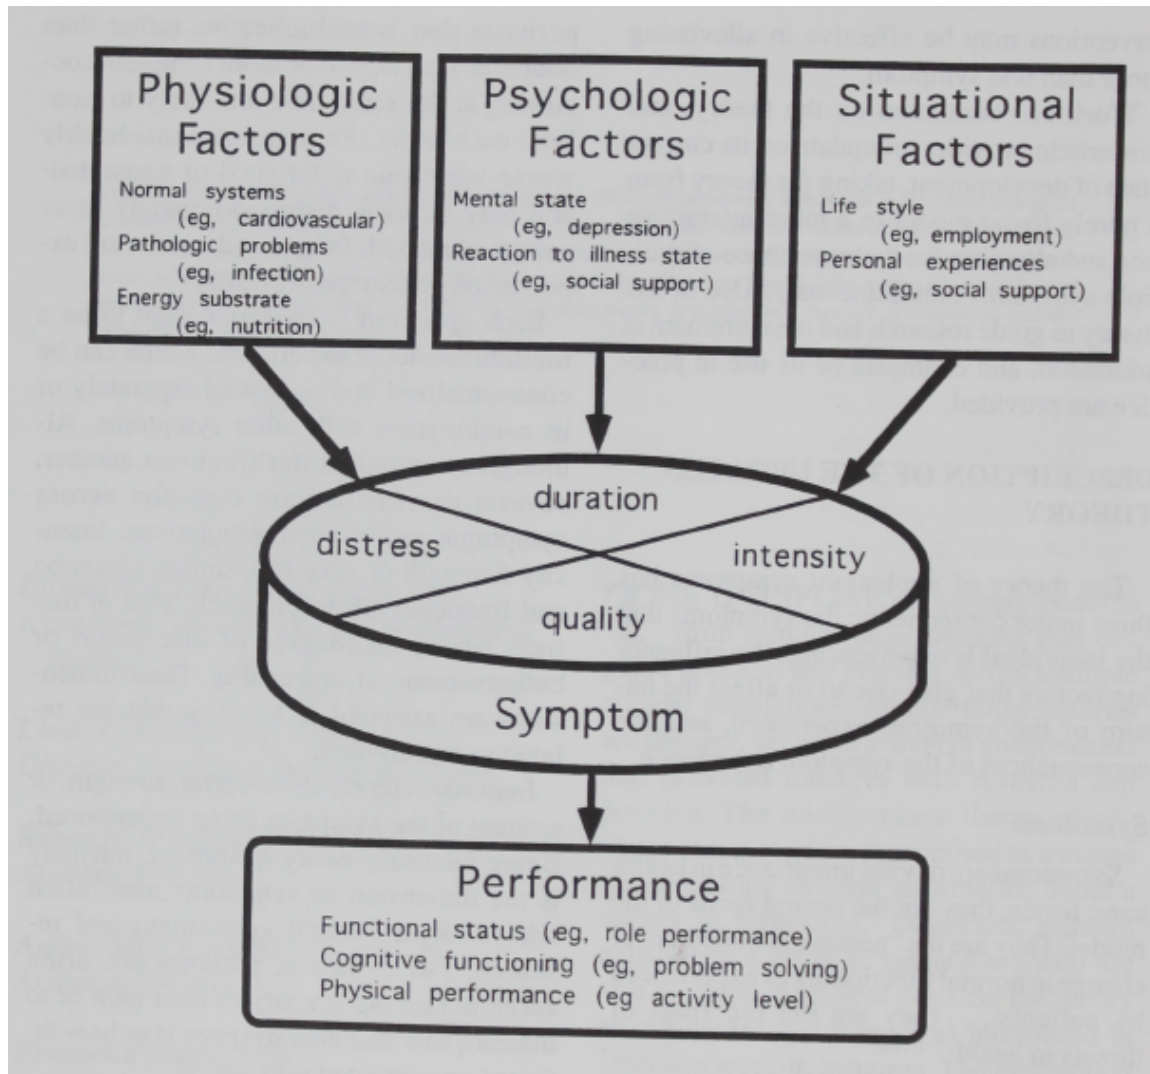 Physiologic
Factors
Normal systems
(eg, cardiovascular)
Pathologic problems
(eg, infection)
Energy substrate
(eg, nutrition)
Psychologic
Factors
Mental state
(eg, depression)
Reaction to illness state
(eg, social support)
Situational
Factors
Life style
(eg, employment)
Personal experiences
(eg, social support)
duration
distress
intensity
quality
Symptom
Performance
Functional status (eg, role performance)
Cognitive functioning (eg, problem solving)
Physical performance (eg activity level)